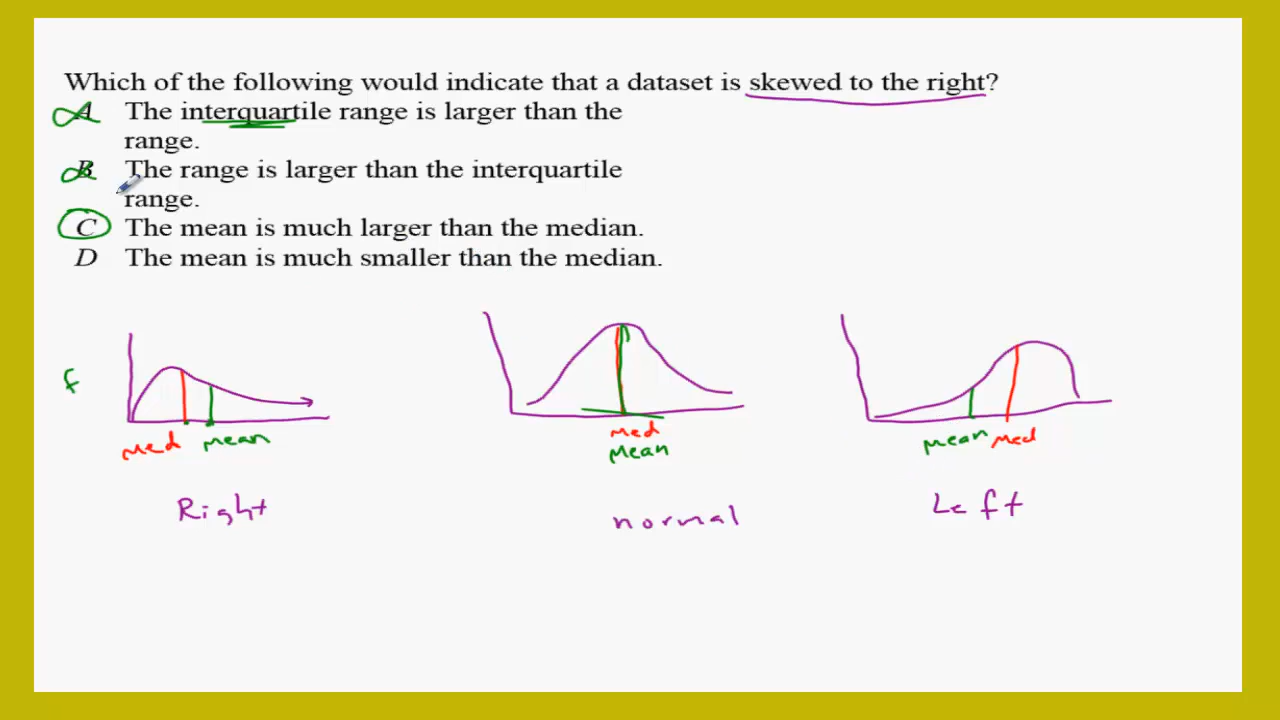 Which of the following would indicate that a dataset is skewed to the right?
A The interquartile range is larger than the
range.
B The range is larger than the interquartile
range.
C The mean is much larger than the median.
D The mean is much smaller than the median.
f
Med mean
Med
Mean
mean Med
Right
normal
Left